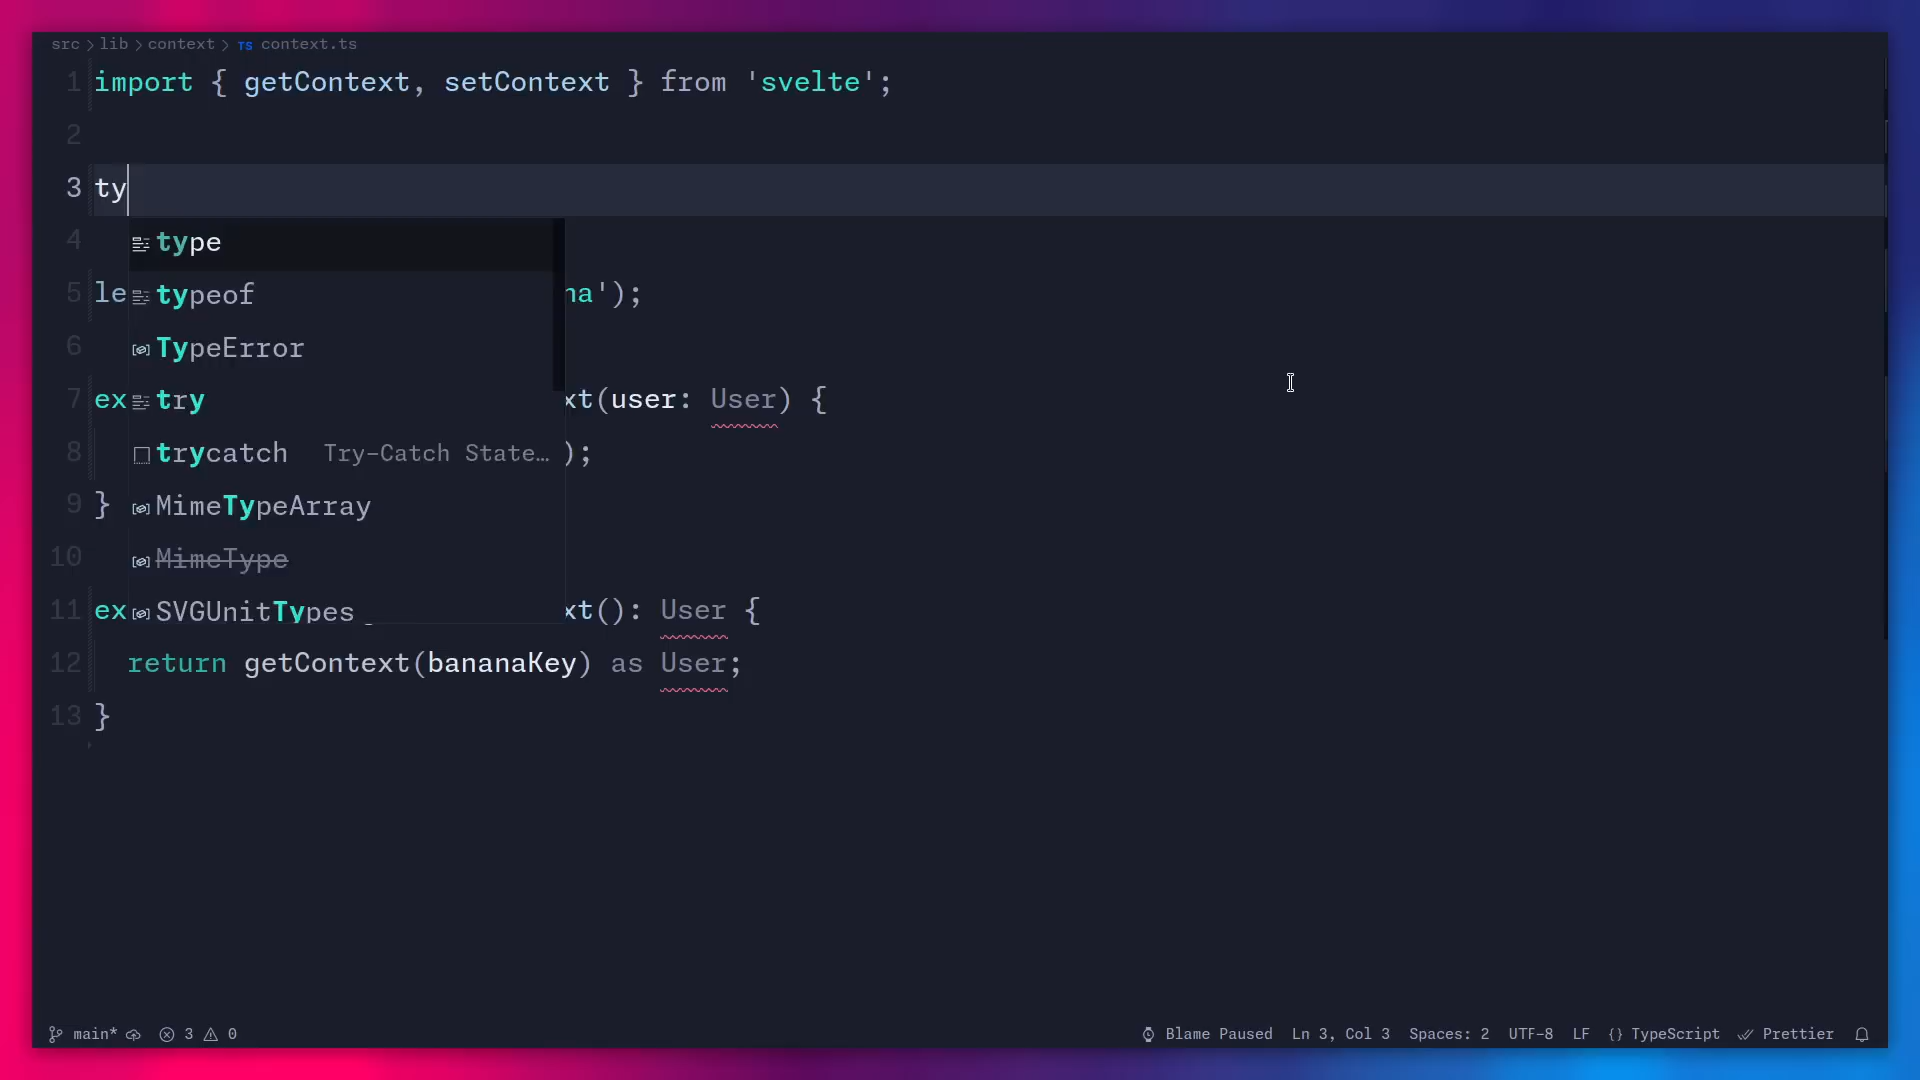 src > lib > context > TS context.ts
1 import { getContext, setContext } from 'svelte';
2
3 ty
4 type
typeof
5 le na');
6 TypeError
7 ex try xt(user: User) {
8 trycatch Try-Catch State… );
9 } MimeTypeArray
10 MimeType
11 ex SVGUnitTypes xt(): User {
12 return getContext(bananaKey) as User;
13 }
main* 3 0 Blame Paused Ln 3, Col 3 Spaces: 2 UTF-8 LF {} TypeScript Prettier